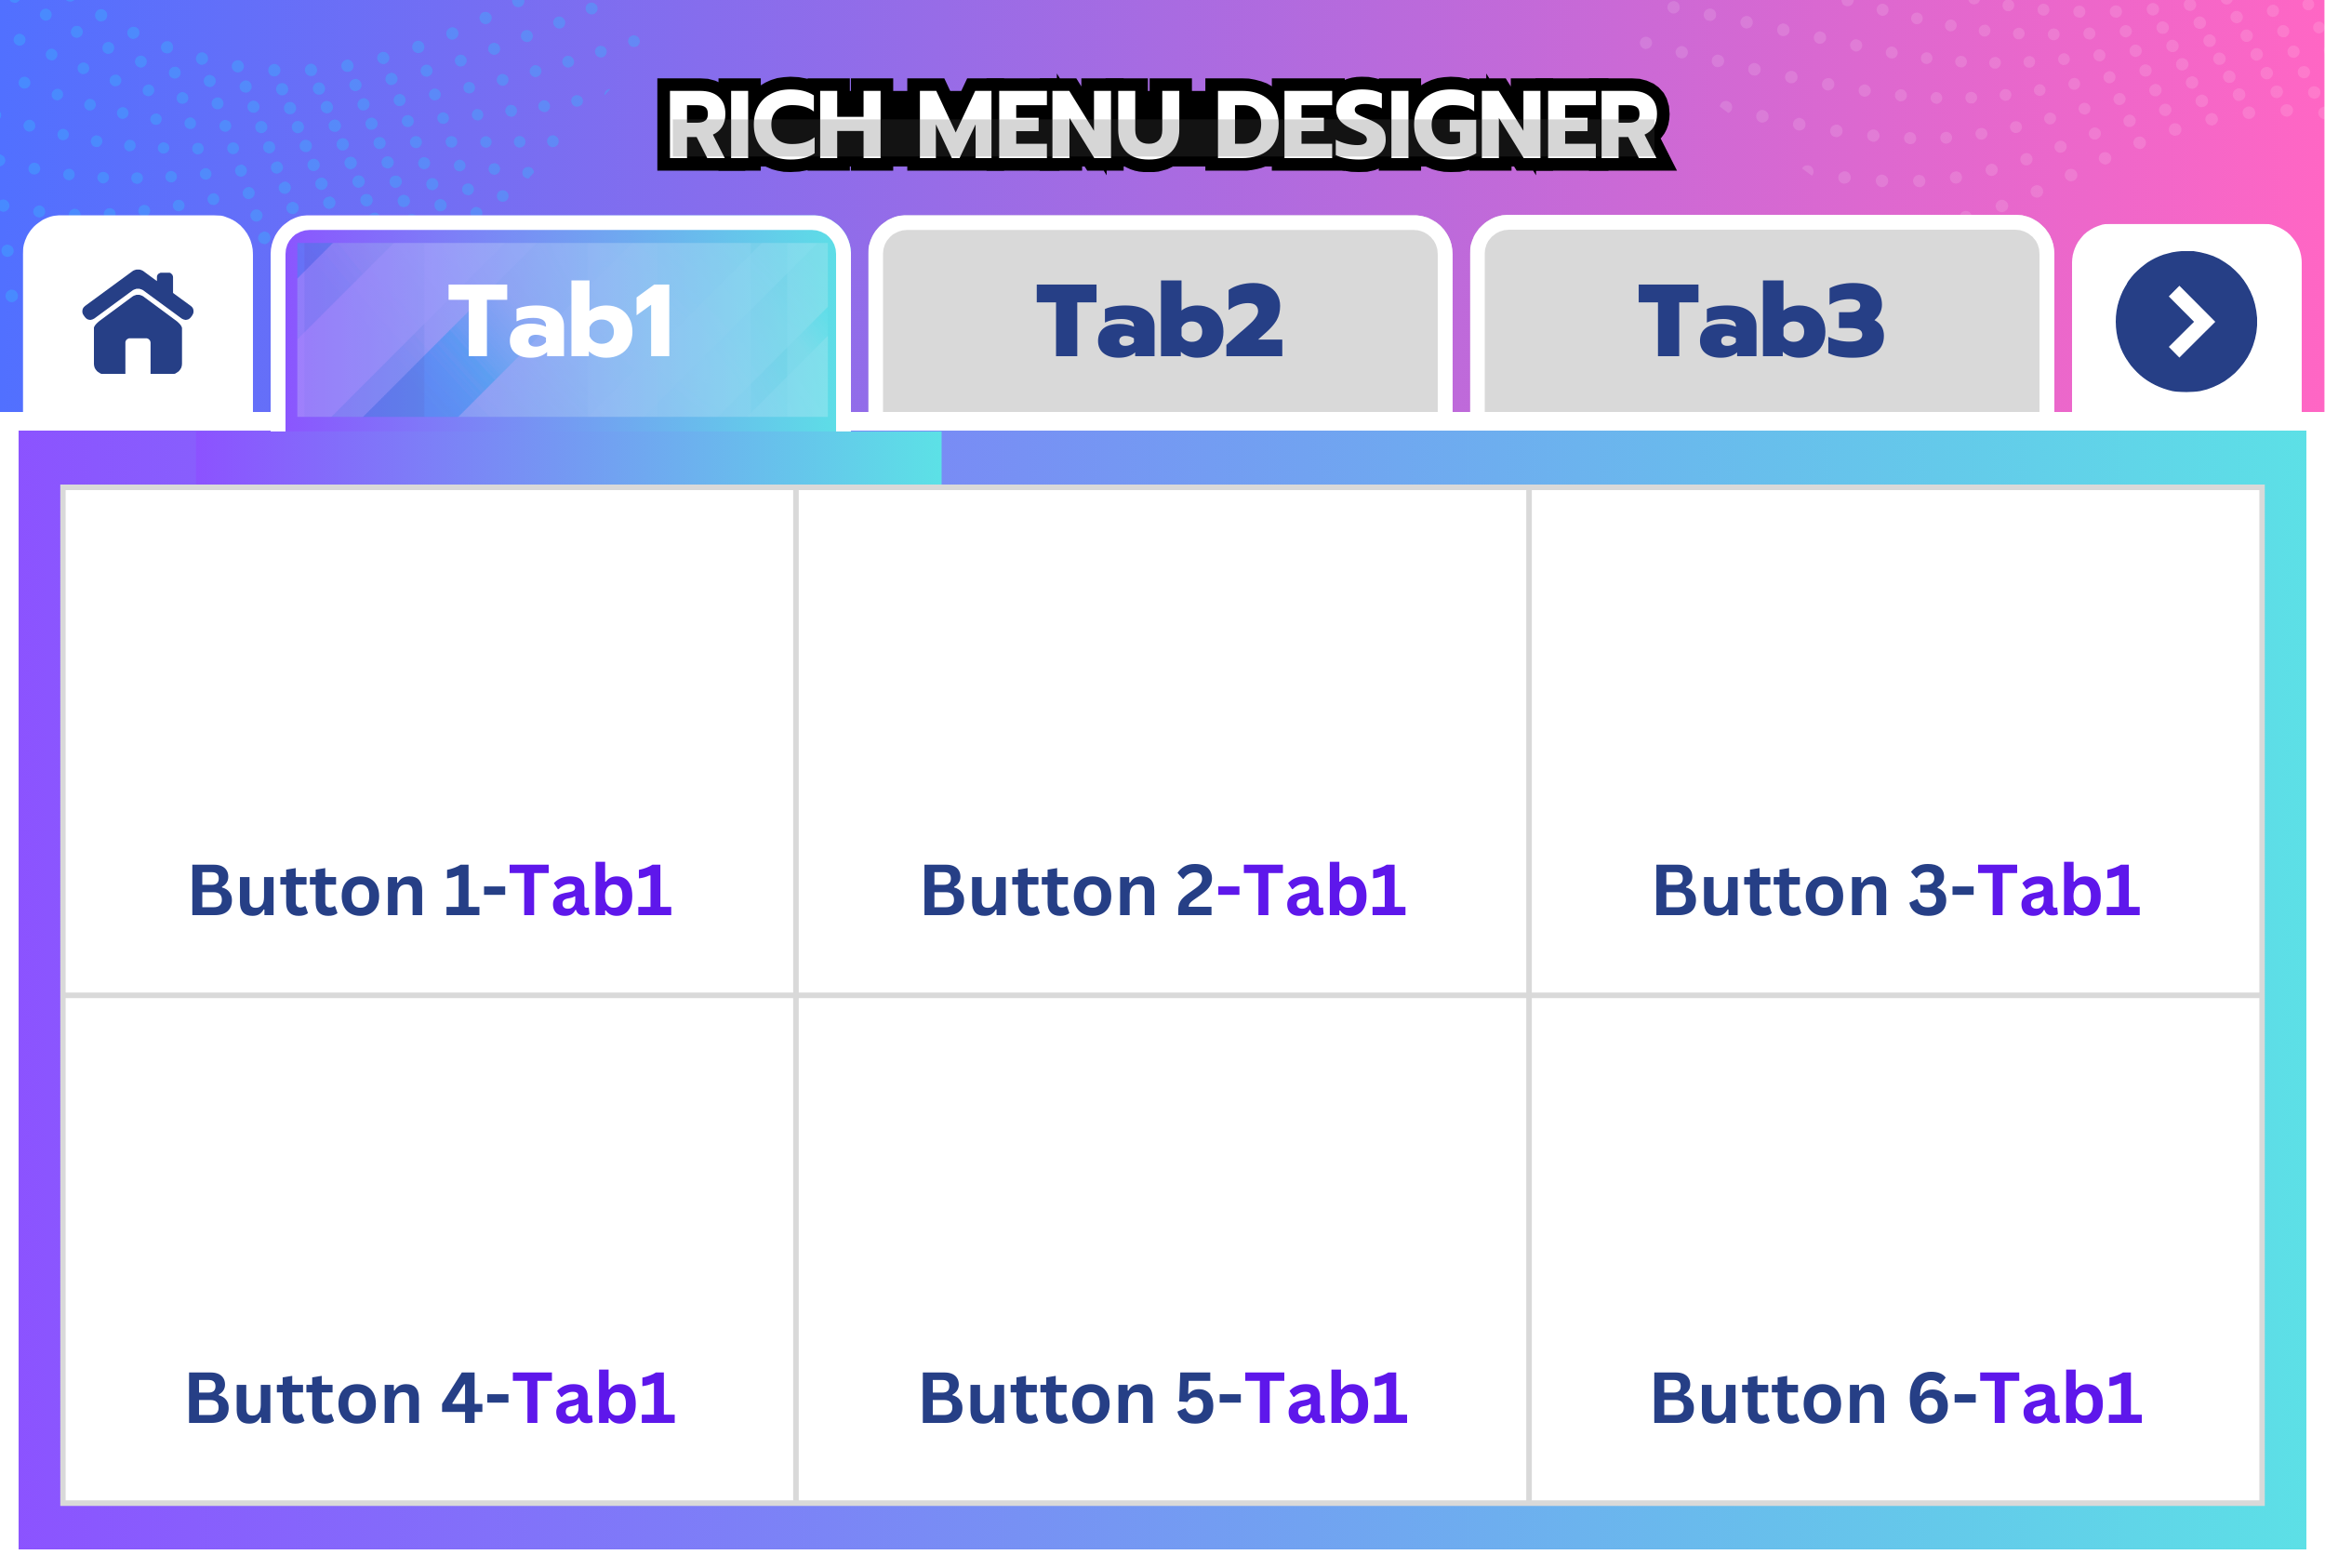 RICH MENU DESIGNER
Tab1
Tab2
Tab3
Button 1-Tab1
Button 2-Tab1
Button 3-Tab1
Button 4-Tab1
Button 5-Tab1
Button 6-Tab1